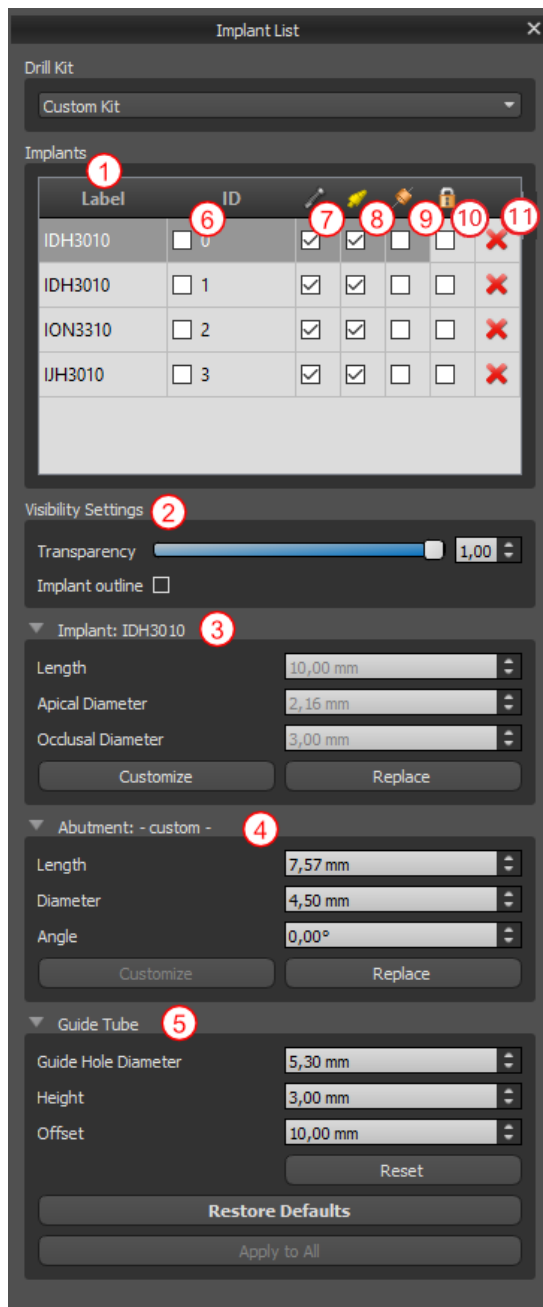 Implant List
Drill Kit
Custom Kit
Implants
1
Label ID
6 7 8 9 10 11
IDH3010 0
IDH3010 1
ION3310 2
IJH3010 3
Visibility Settings 2
Transparency 1,00
Implant outline
Implant: IDH3010 3
Length 10,00 mm
Apical Diameter 2,16 mm
Occlusal Diameter 3,00 mm
Customize Replace
Abutment: - custom - 4
Length 7,57 mm
Diameter 4,50 mm
Angle 0,00°
Customize Replace
Guide Tube 5
Guide Hole Diameter 5,30 mm
Height 3,00 mm
Offset 10,00 mm
Reset
Restore Defaults
Apply to All